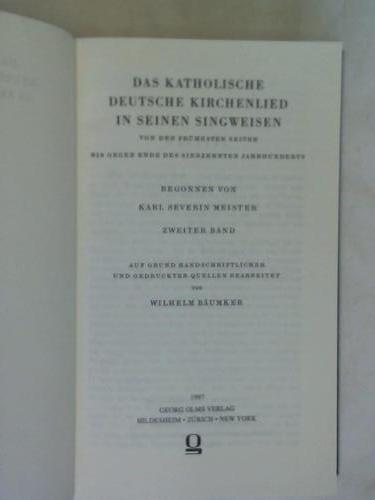 DAS KATHOLISCHE
DEUTSCHE KIRCHENLIED
IN SEINEN SINGWEISEN
VON DEN FRÜHESTEN ZEITEN
BIS GEGEN ENDE DES SIEBZEHNTEN JAHRHUNDERTS
BEGONNEN VON
KARL SEVERIN MEISTER
ZWEITER BAND
AUF GRUND HANDSCHRIFTLICHER
UND GEDRUCKTER QUELLEN BEARBEITET
VON
WILHELM BÄUMKER
1997
GEORG OLMS VERLAG
HILDESHEIM • ZÜRICH • NEW YORK